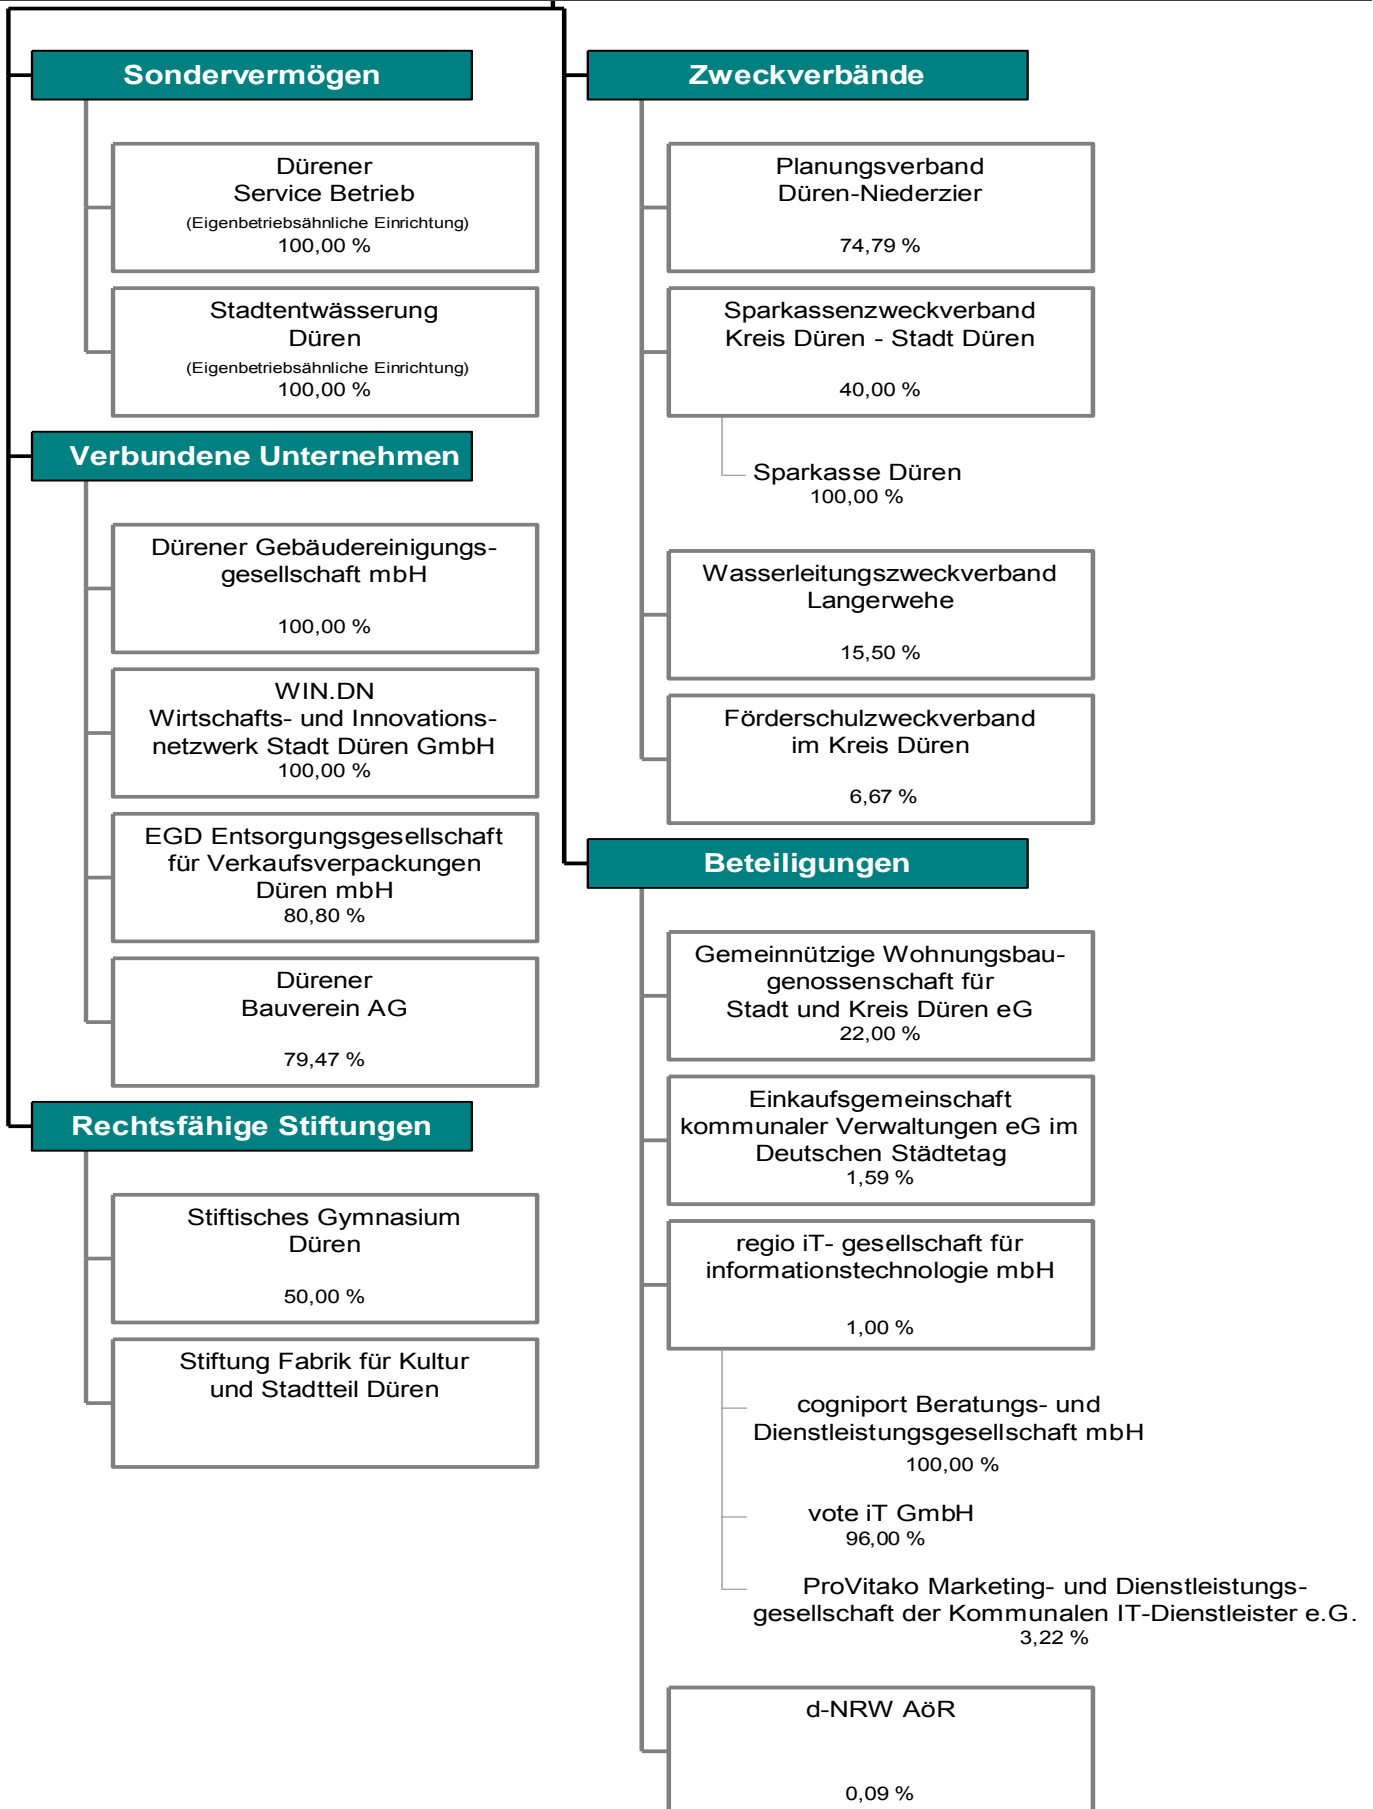 Sondervermögen
Dürener
Service Betrieb
(Eigenbetriebsähnliche Einrichtung)
100,00 %
Stadtentwässerung
Düren
(Eigenbetriebsähnliche Einrichtung)
100,00 %
Verbundene Unternehmen
Dürener Gebäudereinigungs-
gesellschaft mbH
100,00 %
WIN.DN
Wirtschafts- und Innovations-
netzwerk Stadt Düren GmbH
100,00 %
EGD Entsorgungsgesellschaft
für Verkaufsverpackungen
Düren mbH
80,80 %
Dürener
Bauverein AG
79,47 %
Rechtsfähige Stiftungen
Stiftisches Gymnasium
Düren
50,00 %
Stiftung Fabrik für Kultur
und Stadtteil Düren
Zweckverbände
Planungsverband
Düren-Niederzier
74,79 %
Sparkassenzweckverband
Kreis Düren - Stadt Düren
40,00 %
Sparkasse Düren
100,00 %
Wasserleitungszweckverband
Langerwehe
15,50 %
Förderschulzweckverband
im Kreis Düren
6,67 %
Beteiligungen
Gemeinnützige Wohnungsbau-
genossenschaft für
Stadt und Kreis Düren eG
22,00 %
Einkaufsgemeinschaft
kommunaler Verwaltungen eG im
Deutschen Städtetag
1,59 %
regio iT- gesellschaft für
informationstechnologie mbH
1,00 %
cogniport Beratungs- und
Dienstleistungsgesellschaft mbH
100,00 %
vote iT GmbH
96,00 %
ProVitako Marketing- und Dienstleistungs-
gesellschaft der Kommunalen IT-Dienstleister e.G.
3,22 %
d-NRW AöR
0,09 %